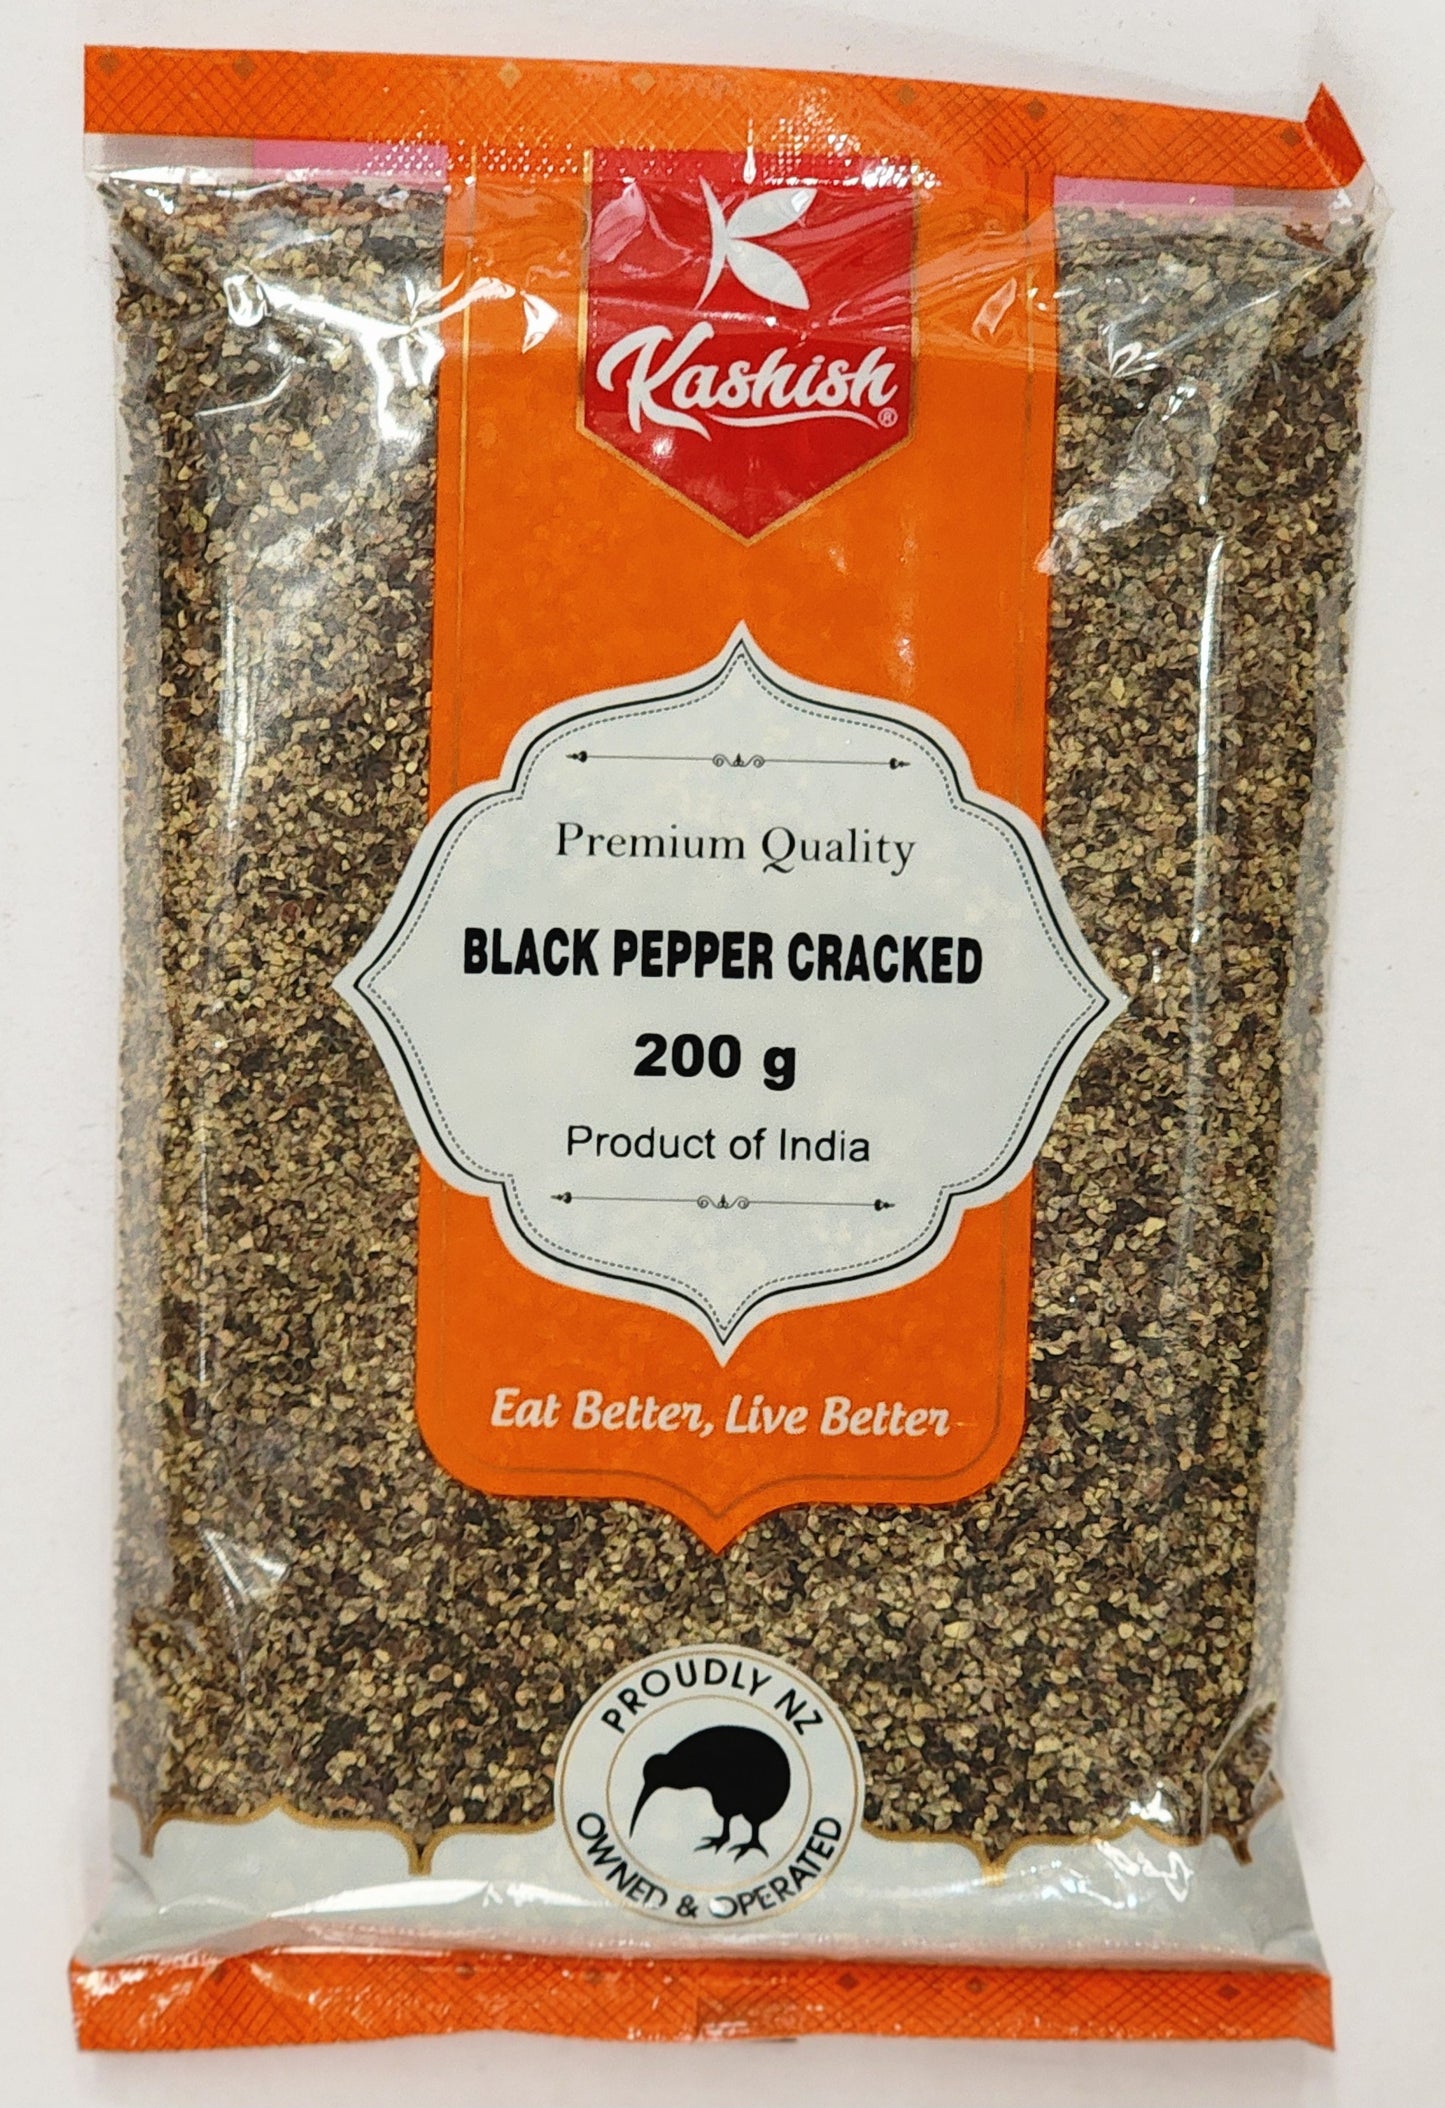 Kashish®
Premium Quality
BLACK PEPPER CRACKED
200 g
Product of India
Eat Better, Live Better
PROUDLY NZ
OWNED & OPERATED